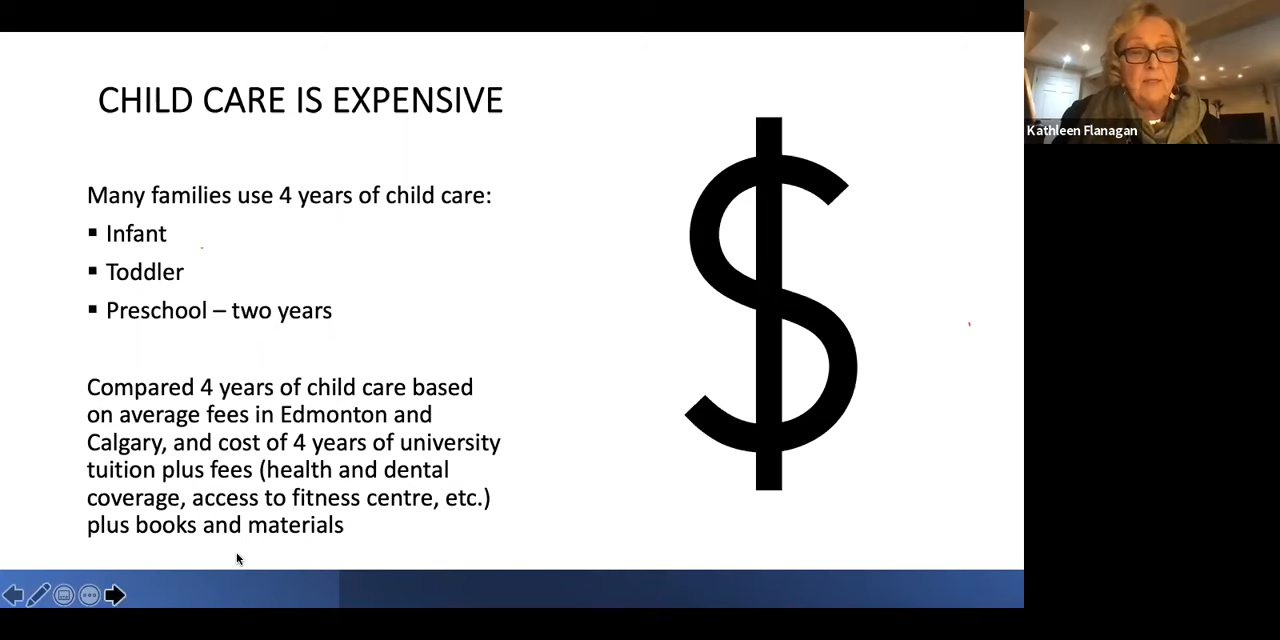 CHILD CARE IS EXPENSIVE
Many families use 4 years of child care:
▪ Infant
▪ Toddler
▪ Preschool – two years
Compared 4 years of child care based
on average fees in Edmonton and
Calgary, and cost of 4 years of university
tuition plus fees (health and dental
coverage, access to fitness centre, etc.)
plus books and materials
$
Kathleen Flanagan